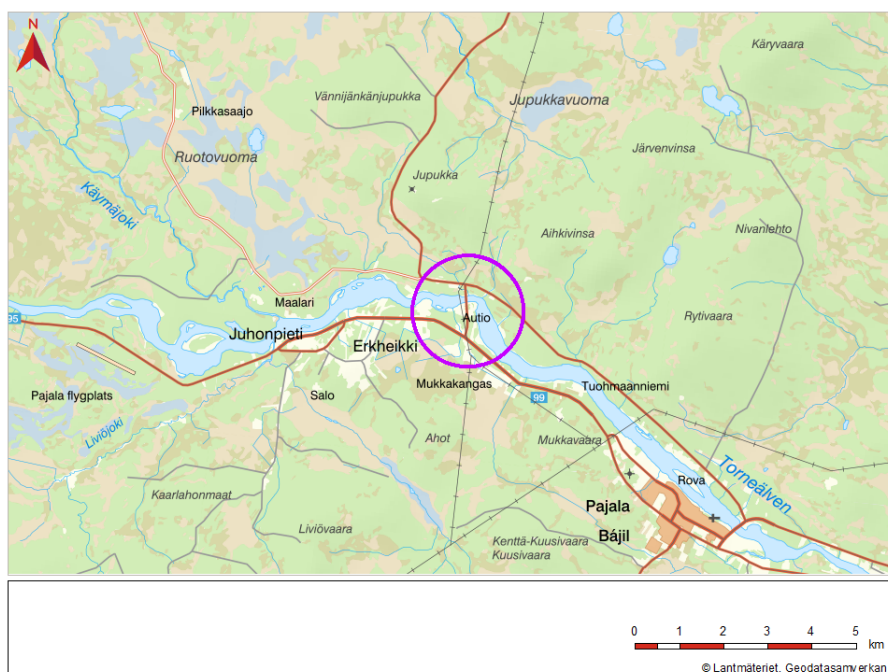 N
Käryvaara
Vännijänkänjupukka
Jupukkavuoma
Pilkkasaajo
Ruotovuoma
Järvenvinsa
Jupukka
Käymäjoki
Nivanlehto
Aihkivinsa
Maalari
95
Juhonpieti
Autio
Rytivaara
Erkheikki
Pajala flygplats
Mukkakangas
Tuohmaanniemi
Salo
99
Liviöjoki
Ahot
Mukkavaara
Torneälven
Rova
Kaarlahonmaat
Pajala
Liviövaara
Bájil
Kenttä-Kuusivaara
Kuusivaara
0 1 2 3 4 5
km
© Lantmäteriet, Geodatasamverkan